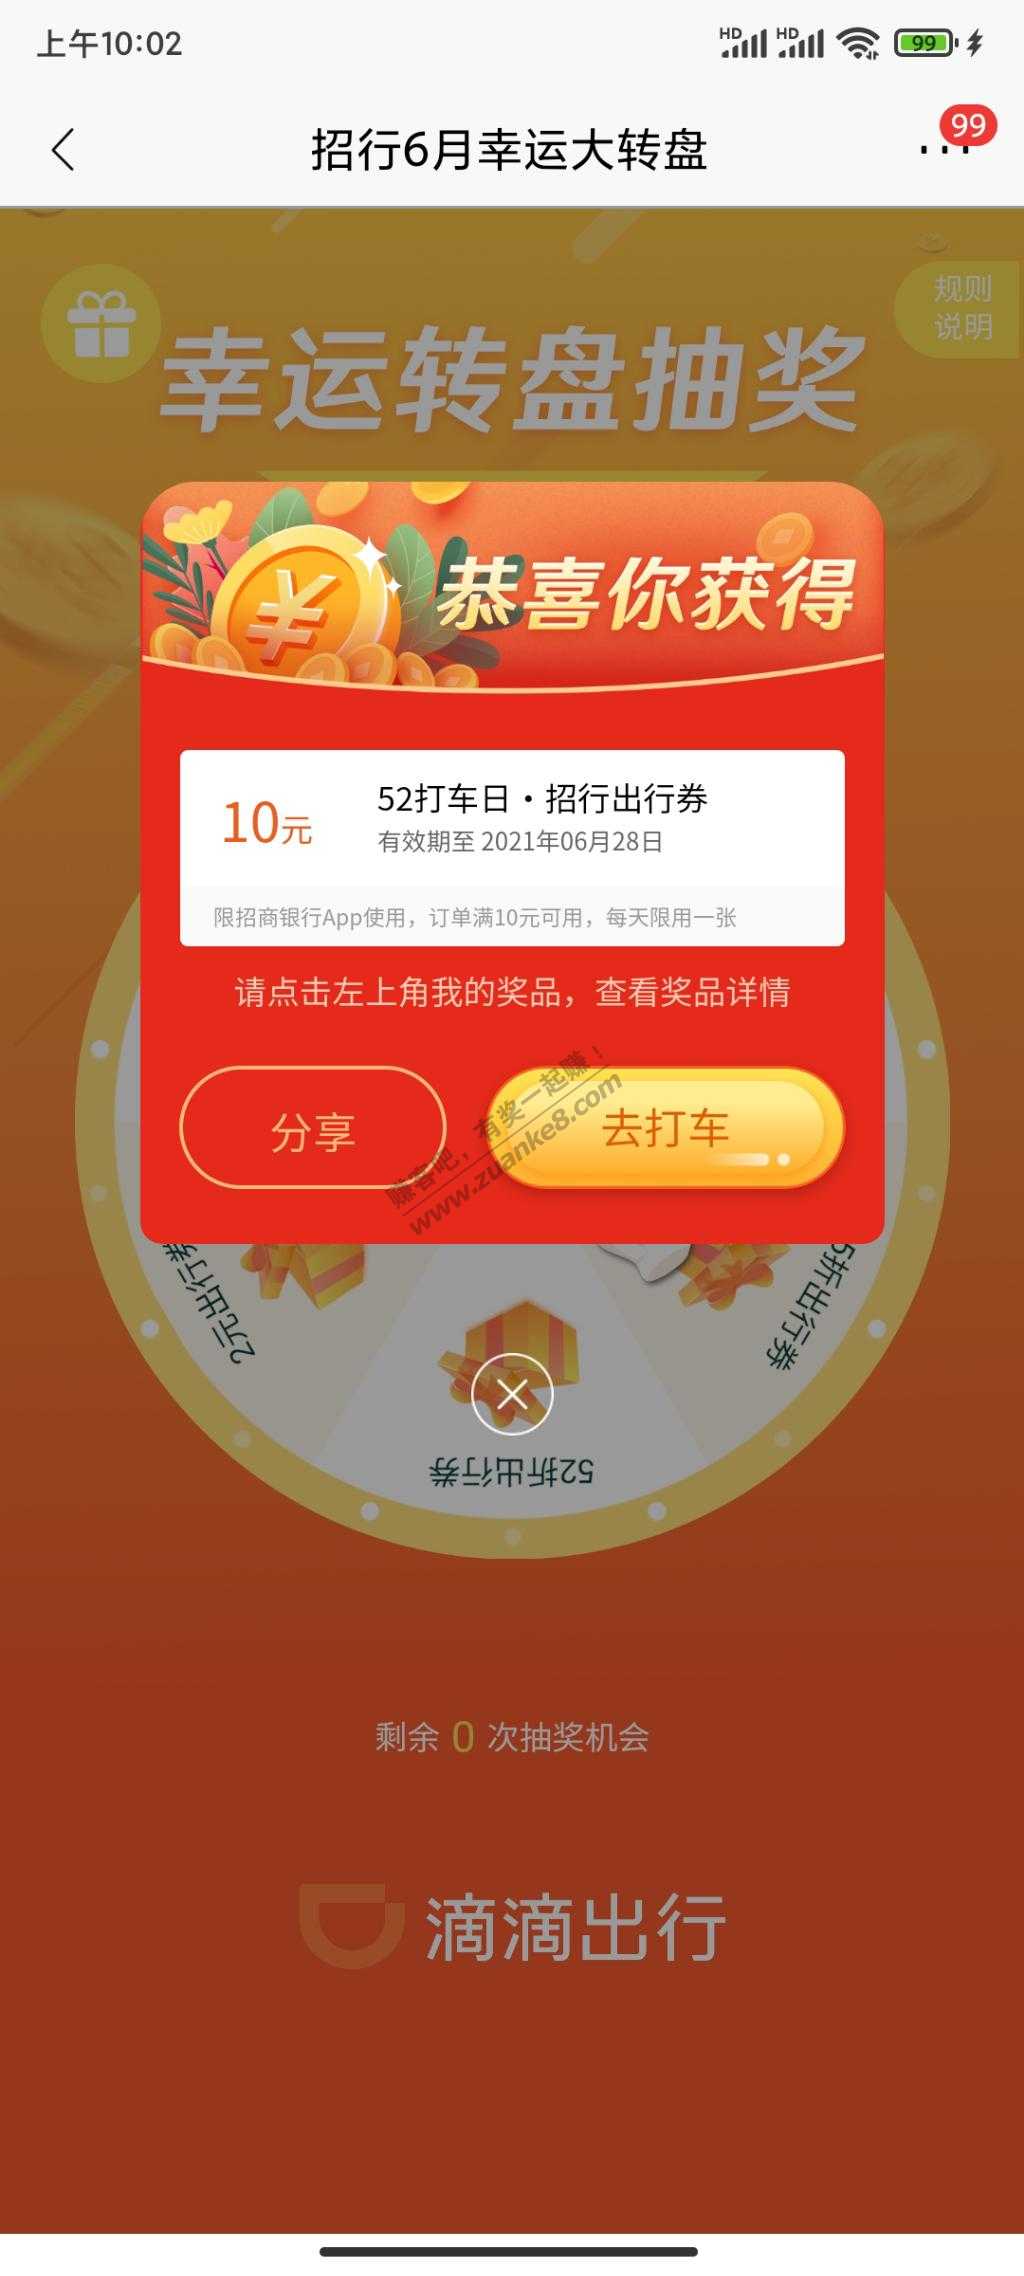 上午10:02
HD HD 99
招行6月幸运大转盘
99
规则
说明
幸运转盘抽奖
恭喜你获得
10元
52打车日·招行出行券
有效期至 2021年06月28日
限招商银行App使用，订单满10元可用，每天限用一张
请点击左上角我的奖品，查看奖品详情
分享
去打车
赚客吧，有奖一起赚！
www.zuanke8.com
2元出行券
52折出行券
5折出行券
剩余 0 次抽奖机会
滴滴出行